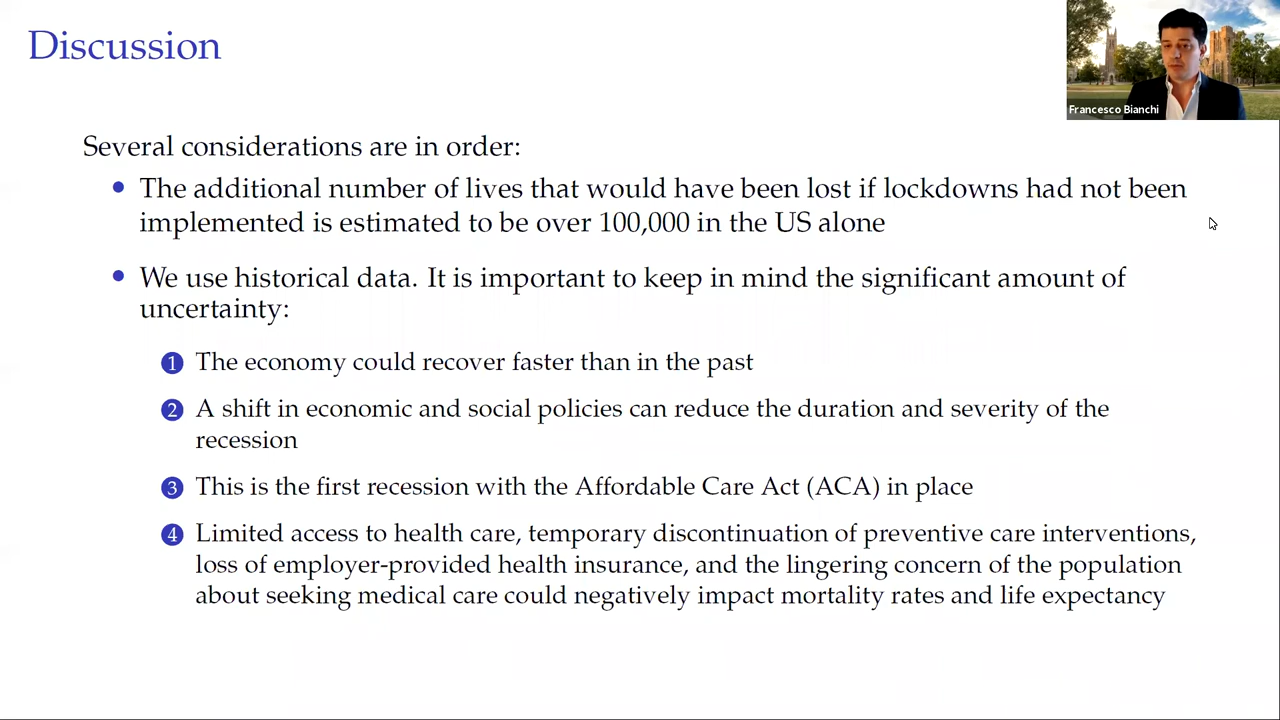 Discussion
Francesco Bianchi
Several considerations are in order:
• The additional number of lives that would have been lost if lockdowns had not been
implemented is estimated to be over 100,000 in the US alone
• We use historical data. It is important to keep in mind the significant amount of
uncertainty:
1 The economy could recover faster than in the past
2 A shift in economic and social policies can reduce the duration and severity of the
recession
3 This is the first recession with the Affordable Care Act (ACA) in place
4 Limited access to health care, temporary discontinuation of preventive care interventions,
loss of employer-provided health insurance, and the lingering concern of the population
about seeking medical care could negatively impact mortality rates and life expectancy